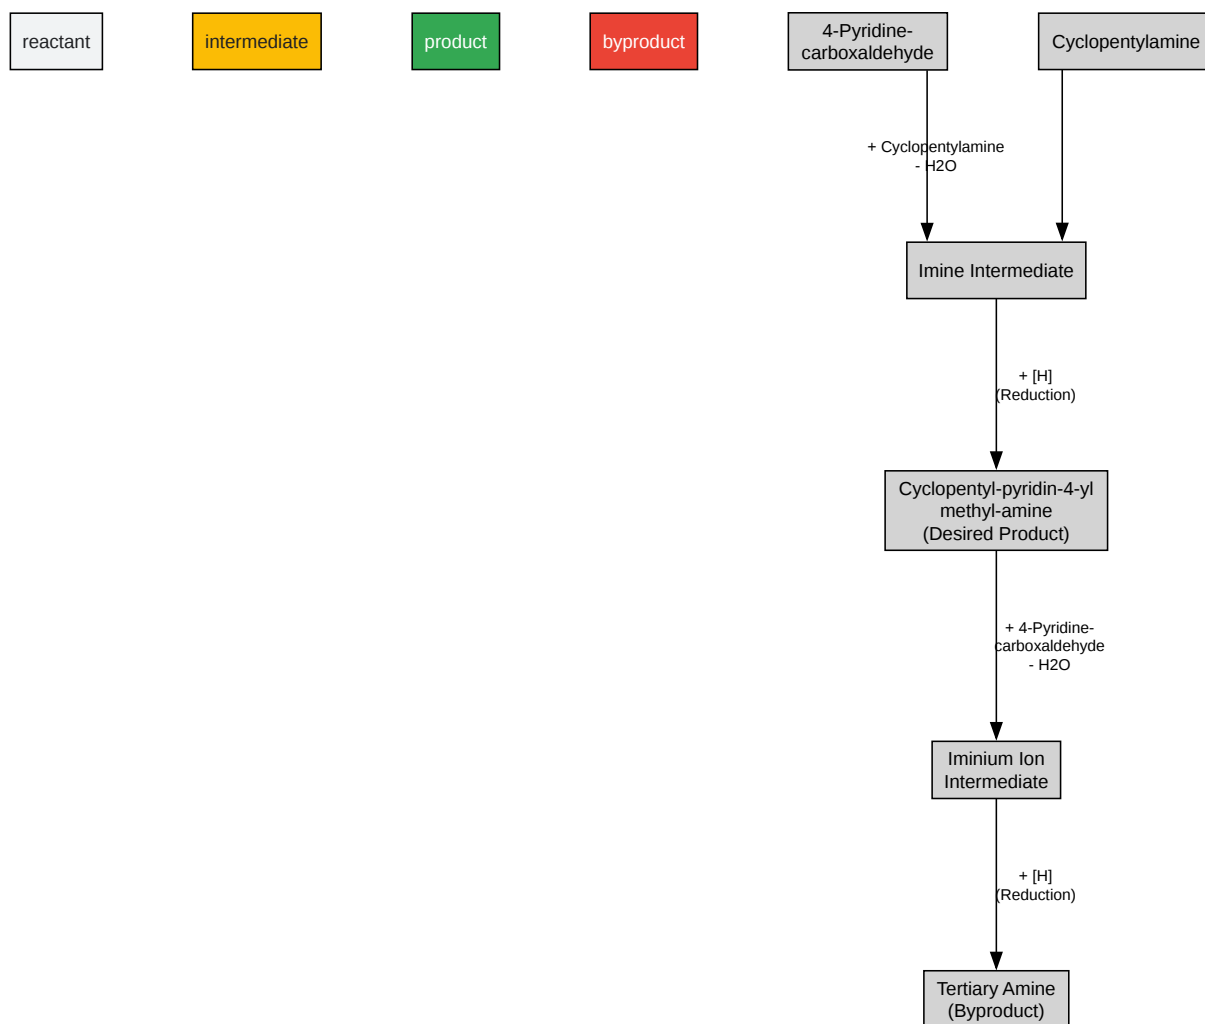 reactant
intermediate
product
byproduct
4-Pyridine-
carboxaldehyde
Cyclopentylamine
+ Cyclopentylamine
- H2O
Imine Intermediate
+ [H]
(Reduction)
Cyclopentyl-pyridin-4-yl
methyl-amine
(Desired Product)
+ 4-Pyridine-
carboxaldehyde
- H2O
Iminium Ion
Intermediate
+ [H]
(Reduction)
Tertiary Amine
(Byproduct)